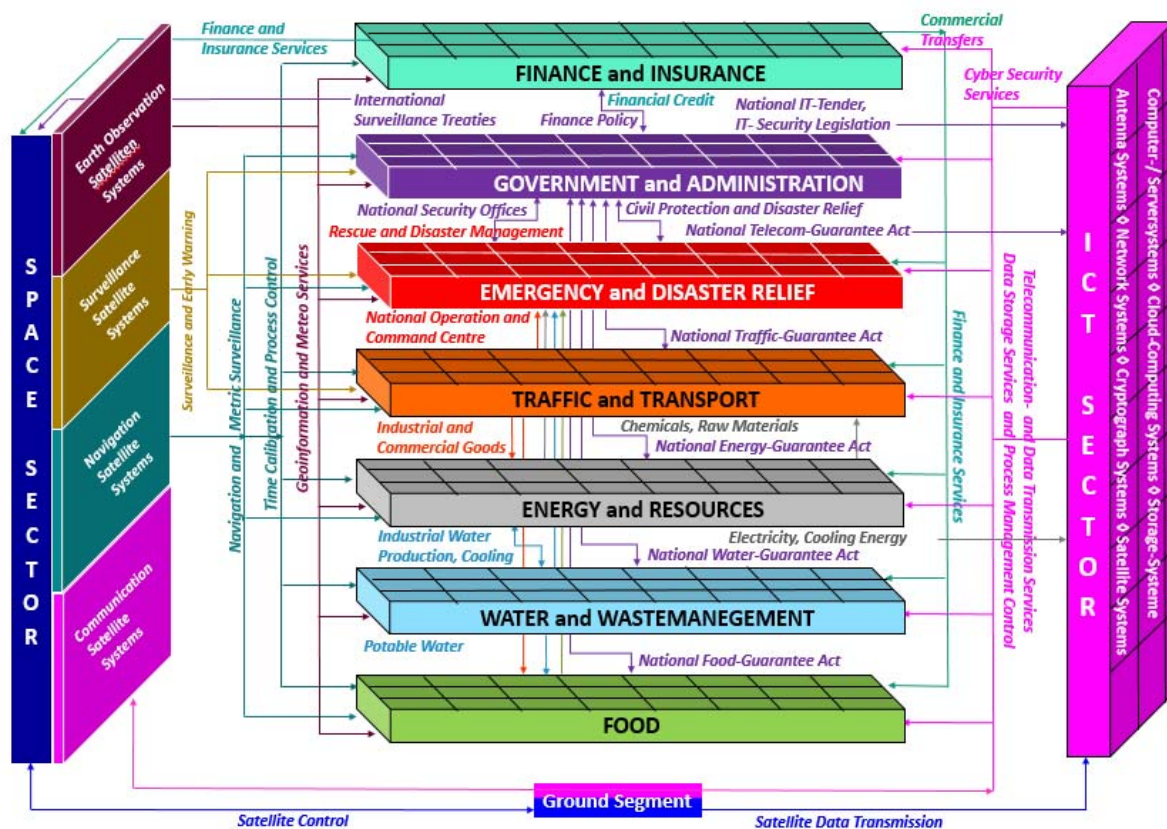 Finance and
Insurance Services
Commercial
Transfers
FINANCE and INSURANCE
Cyber Security
Services
International
Surveillance Treaties
Financial Credit
Finance Policy
National IT-Tender,
IT- Security Legislation
GOVERNMENT and ADMINISTRATION
National Security Offices
Civil Protection and Disaster Relief
Rescue and Disaster Management
National Telecom-Guarantee Act
EMERGENCY and DISASTER RELIEF
National Operation and
Command Centre
National Traffic-Guarantee Act
TRAFFIC and TRANSPORT
Industrial and
Commercial Goods
Chemicals, Raw Materials
National Energy-Guarantee Act
ENERGY and RESOURCES
Industrial Water
Production, Cooling
Electricity, Cooling Energy
National Water-Guarantee Act
WATER and WASTEMANEGEMENT
Potable Water
National Food-Guarantee Act
FOOD
Ground Segment
Satellite Control
Satellite Data Transmission
SPACE SECTOR
Earth Observation
Satelliten
Systems
Surveillance
Satellite
Systems
Navigation
Satellite
Systems
Communication
Satellite
Systems
Surveillance and Early Warning
Navigation and Metric Surveillance
Time Calibration and Process Control
Geoinformation and Meteo Services
Finance and Insurance Services
Telecommunication- and Data Transmission Services
Data Storage Services and Process Management Control
ICT SECTOR
Computer-/ Serversystems ◊ Cloud-Computing Systems ◊ Storage-Systeme
Antenna Systems ◊ Network Systems ◊ Cryptograph Systems ◊ Satellite Systems